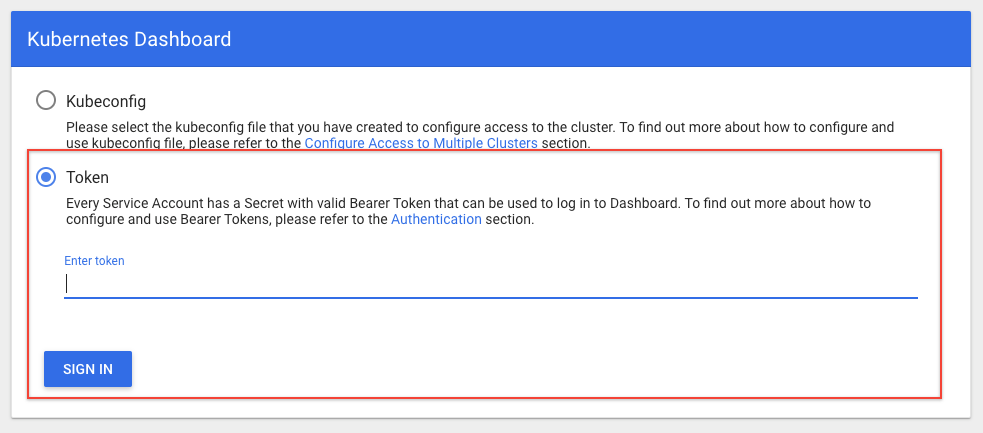 Kubernetes Dashboard
Kubeconfig
Please select the kubeconfig file that you have created to configure access to the cluster. To find out more about how to configure and
use kubeconfig file, please refer to the Configure Access to Multiple Clusters section.
Token
Every Service Account has a Secret with valid Bearer Token that can be used to log in to Dashboard. To find out more about how to
configure and use Bearer Tokens, please refer to the Authentication section.
Enter token
SIGN IN